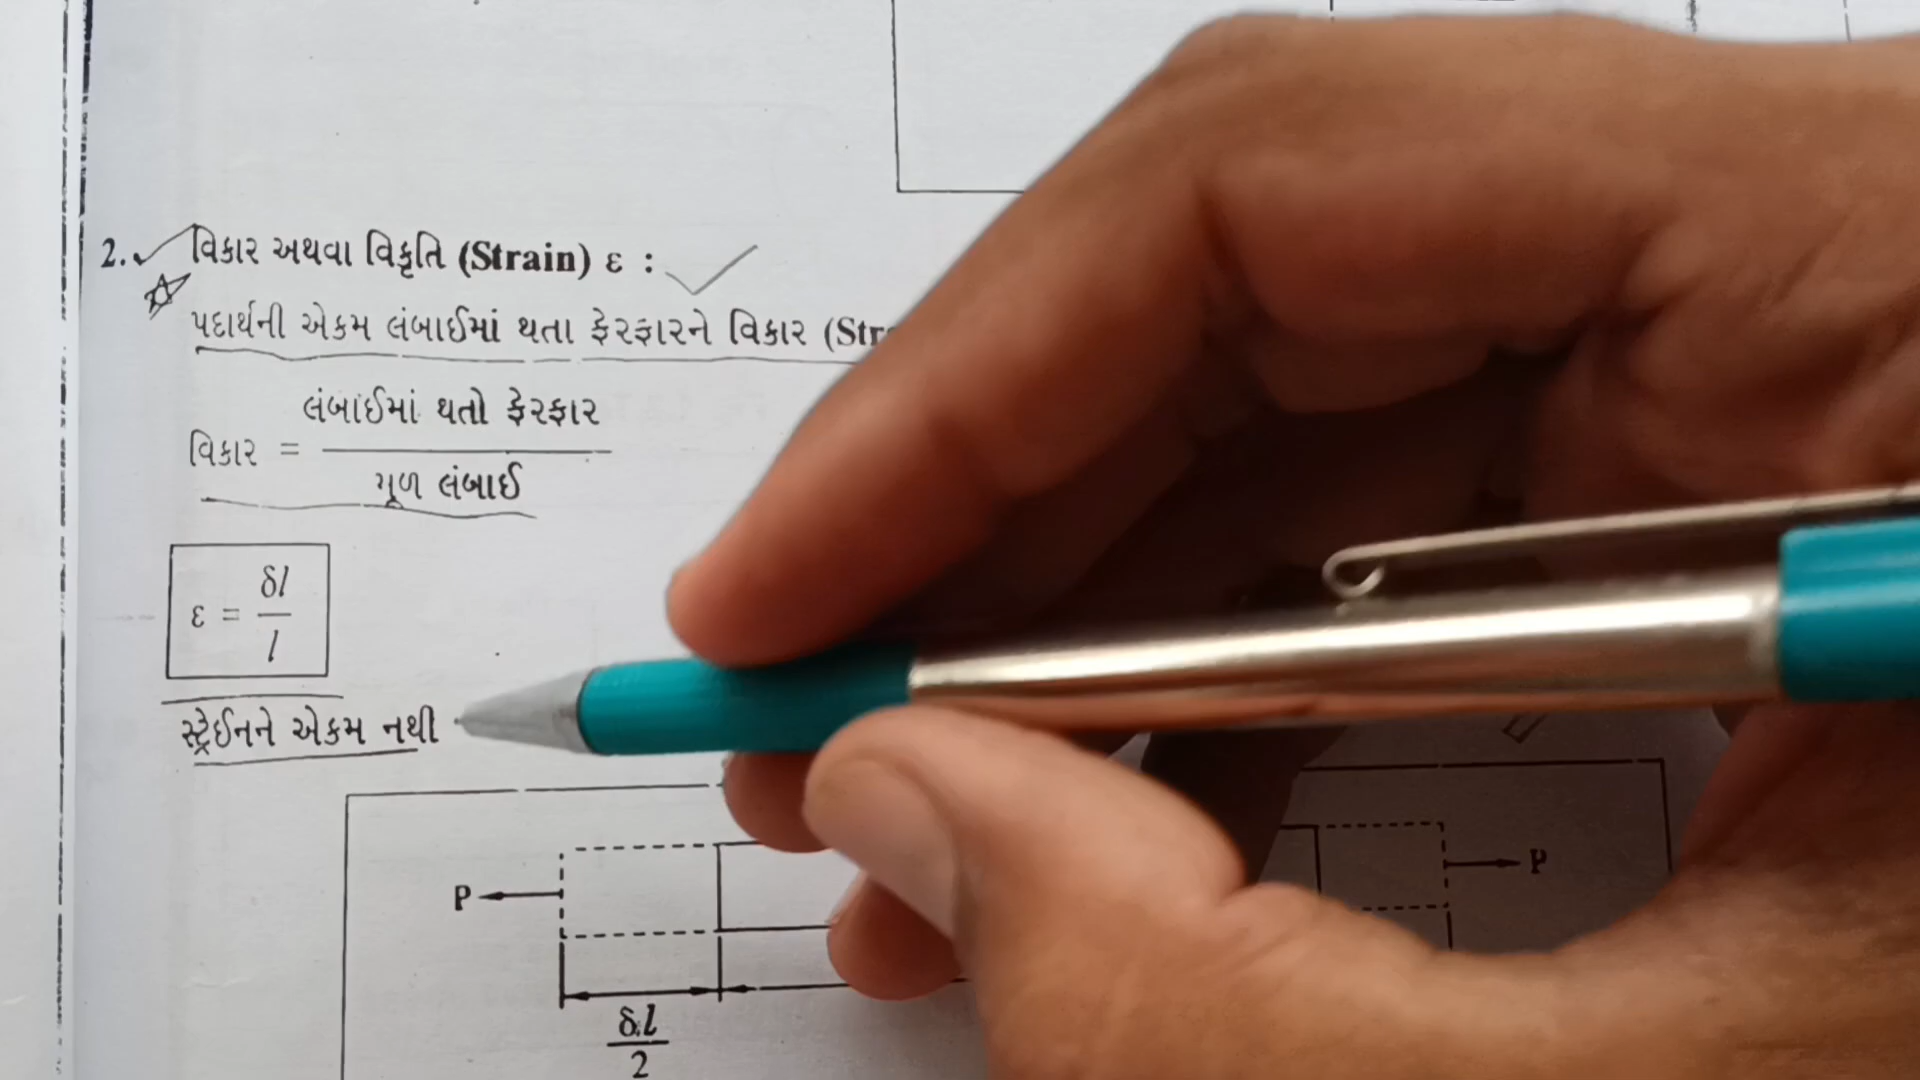 2. વિકાર અથવા વિકૃતિ (Strain) ε :
પદાર્થની એકમ લંબાઈમાં થતા ફેરફારને વિકાર
લંબાઈમાં થતો ફેરફાર
વિકાર =
મૂળ લંબાઈ
ε = δl / l
સ્ટ્રેઈનને એકમ નથી
P P
δl / 2